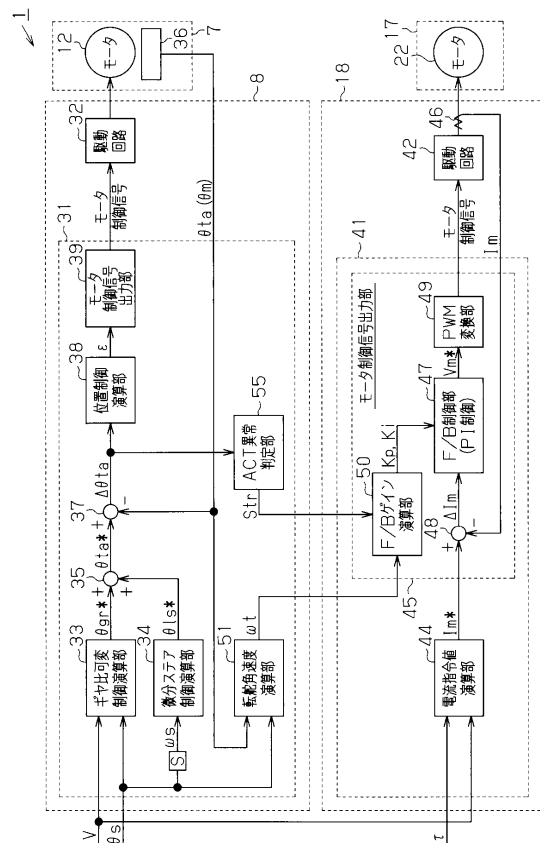 1
12
モータ
36
7
8
32
駆動
回路
モータ
制御信号
31
39
モータ
制御信号
出力部
ε
38
位置制御
演算部
Δθta
37
+
-
θta*
35
+
+
θgr*
33
ギヤ比可変
制御演算部
34
微分ステア
制御演算部
θls*
ωs
S
51
転舵角速度
演算部
ωt
θta(θm)
55
ACT異常
判定部
Str
V
θs
17
22
モータ
18
46
42
駆動
回路
モータ
制御信号
Im
41
モータ制御信号出力部
49
PWM
変換部
Vm*
47
F/B制御部
(PI制御)
Kp,Ki
50
F/Bゲイン
演算部
ΔIm
48
+
-
45
Im*
44
電流指令値
演算部
τ